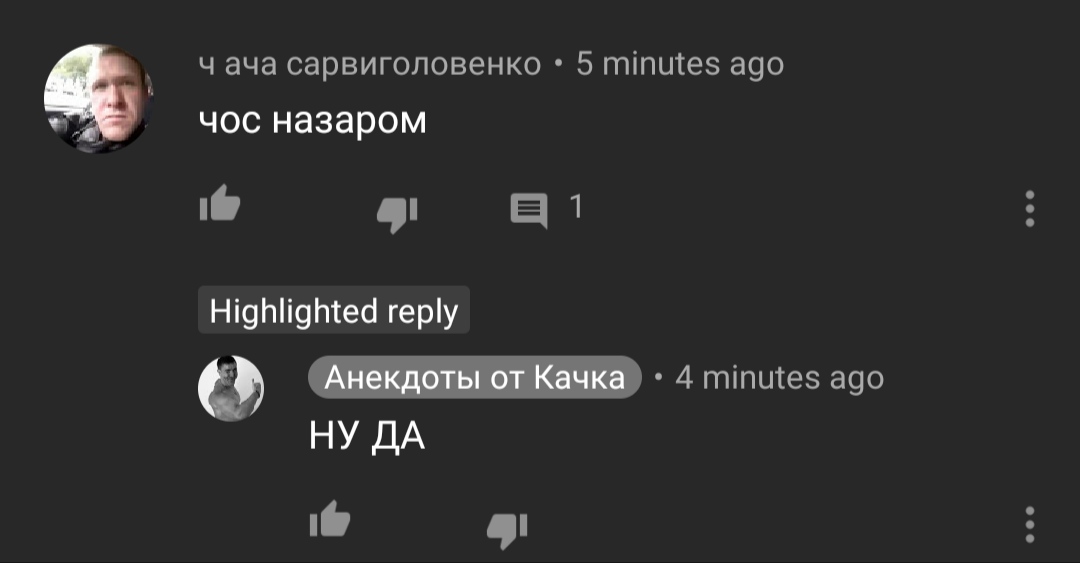 ч ача сарвиголовенко • 5 minutes ago
чос назаром
1
Highlighted reply
Анекдоты от Качка • 4 minutes ago
НУ ДА